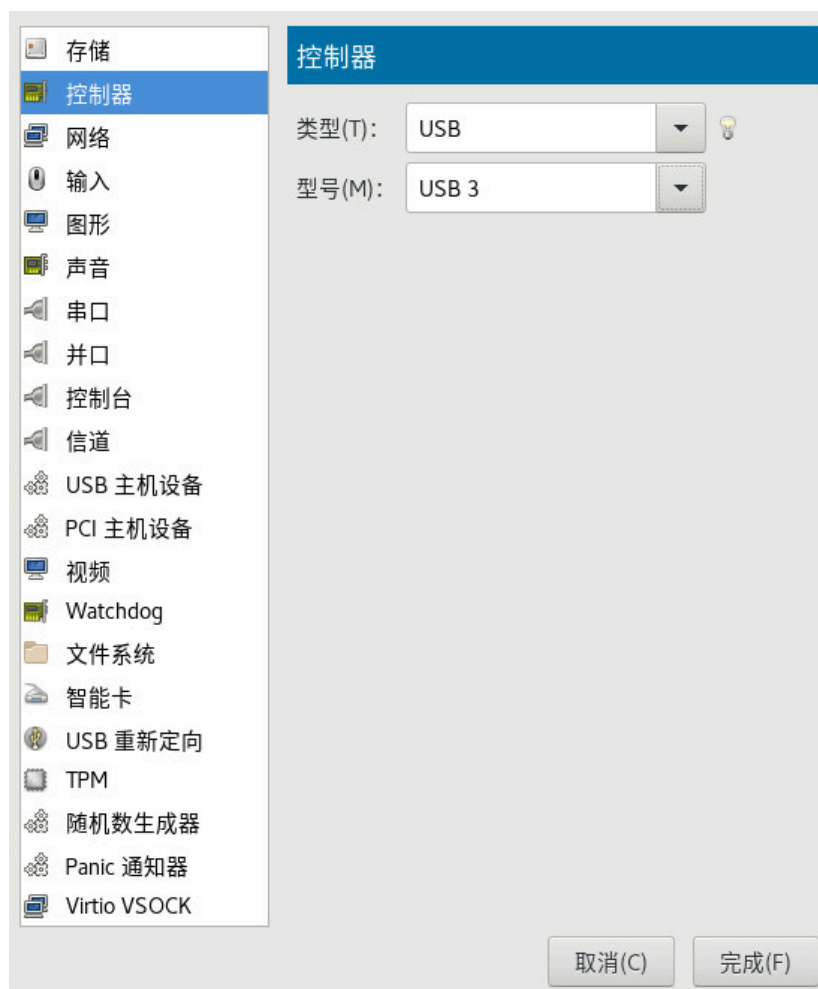 存储
控制器
网络
输入
图形
声音
串口
并口
控制台
信道
USB 主机设备
PCI 主机设备
视频
Watchdog
文件系统
智能卡
USB 重新定向
TPM
随机数生成器
Panic 通知器
Virtio VSOCK
控制器
类型(T): USB
型号(M): USB 3
取消(C) 完成(F)